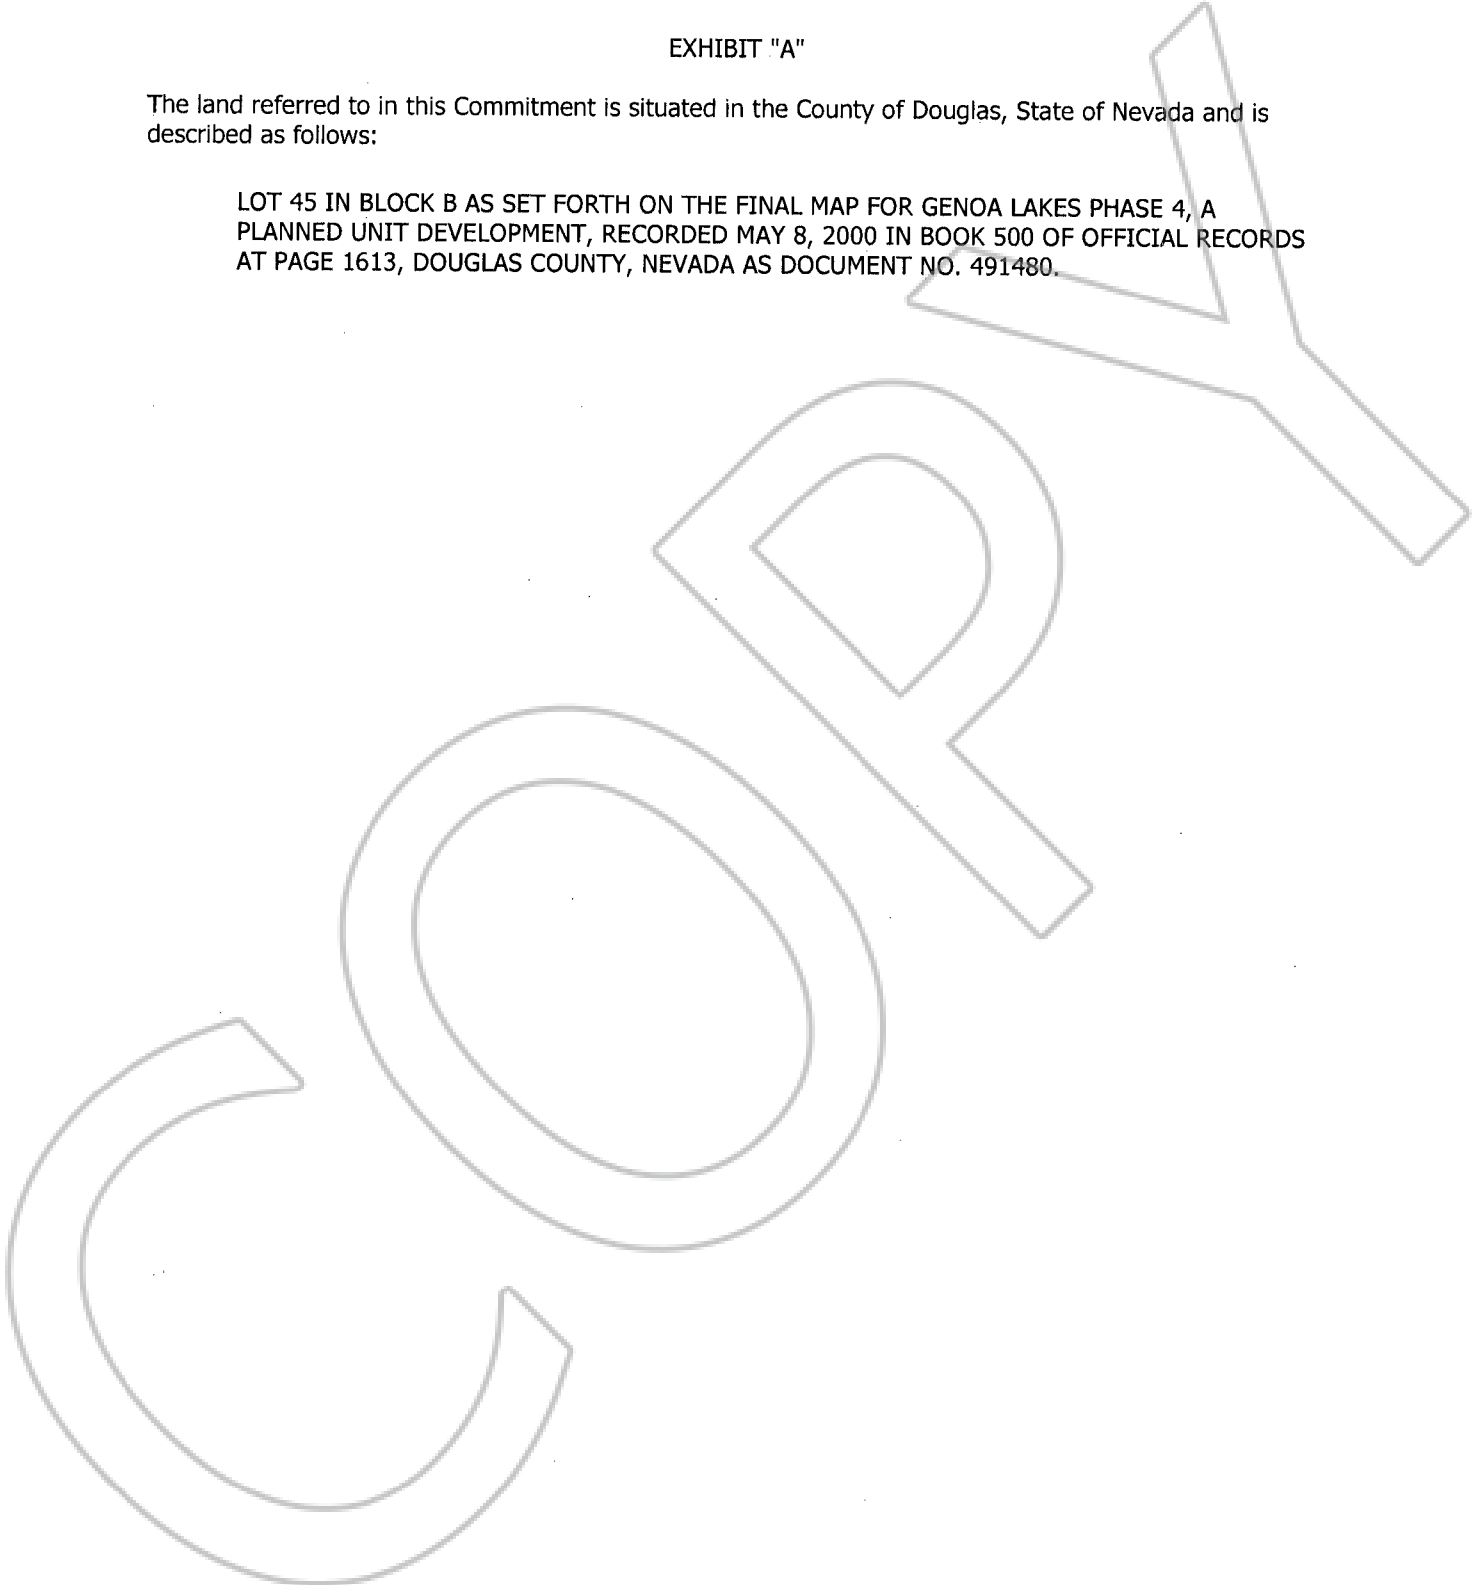 EXHIBIT "A"
The land referred to in this Commitment is situated in the County of Douglas, State of Nevada and is
described as follows:
LOT 45 IN BLOCK B AS SET FORTH ON THE FINAL MAP FOR GENOA LAKES PHASE 4, A
PLANNED UNIT DEVELOPMENT, RECORDED MAY 8, 2000 IN BOOK 500 OF OFFICIAL RECORDS
AT PAGE 1613, DOUGLAS COUNTY, NEVADA AS DOCUMENT NO. 491480.
COPY